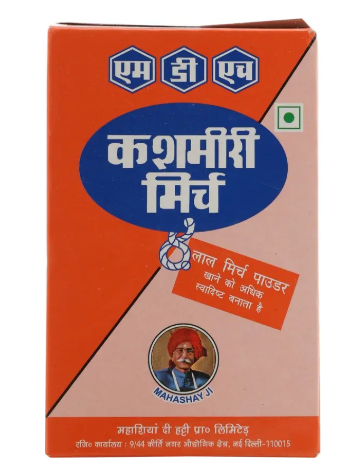 एम डी एच
कशमीरी
मिर्च
लाल मिर्च पाउडर
खाने को अधिक
स्वादिष्ट बनाता है
MAHASHAY JI
महाशियां दी हट्टी प्रा० लिमिटेड
रजि० कार्यालय : 9/44 कीर्ति नगर औद्योगिक क्षेत्र, नई दिल्ली-110015